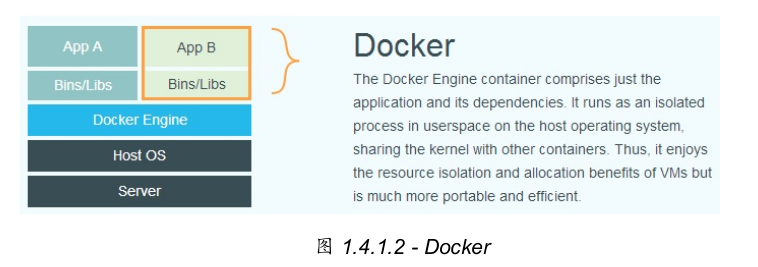 App A
App B
Bins/Libs
Bins/Libs
Docker Engine
Host OS
Server
Docker
The Docker Engine container comprises just the
application and its dependencies. It runs as an isolated
process in userspace on the host operating system,
sharing the kernel with other containers. Thus, it enjoys
the resource isolation and allocation benefits of VMs but
is much more portable and efficient.
图 1.4.1.2 - Docker